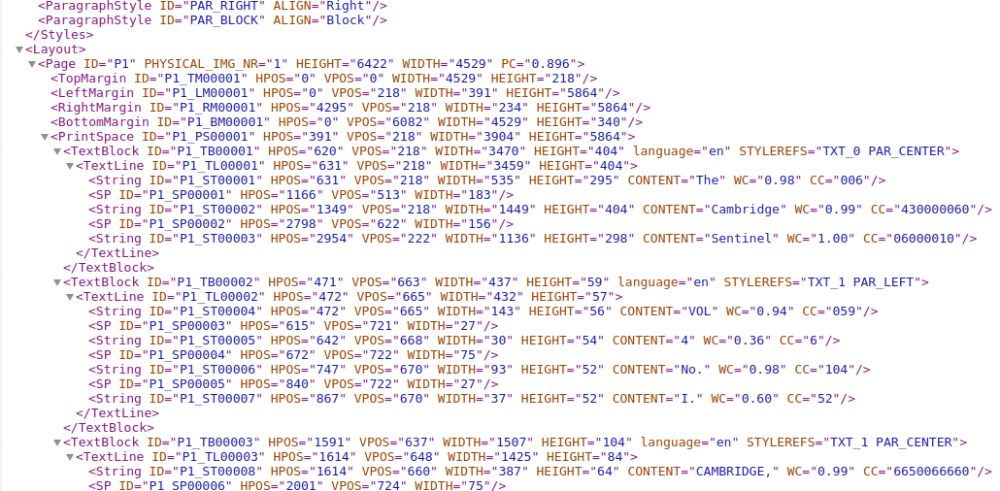 <ParagraphStyle ID="PAR_RIGHT" ALIGN="Right"/>
<ParagraphStyle ID="PAR_BLOCK" ALIGN="Block"/>
</Styles>
▼<Layout>
▼<Page ID="P1" PHYSICAL_IMG_NR="1" HEIGHT="6422" WIDTH="4529" PC="0.896">
<TopMargin ID="P1_TM00001" HPOS="0" VPOS="0" WIDTH="4529" HEIGHT="218"/>
<LeftMargin ID="P1_LM00001" HPOS="0" VPOS="218" WIDTH="391" HEIGHT="5864"/>
<RightMargin ID="P1_RM00001" HPOS="4295" VPOS="218" WIDTH="234" HEIGHT="5864"/>
<BottomMargin ID="P1_BM00001" HPOS="0" VPOS="6082" WIDTH="4529" HEIGHT="340"/>
▼<PrintSpace ID="P1_PS00001" HPOS="391" VPOS="218" WIDTH="3904" HEIGHT="5864">
▼<TextBlock ID="P1_TB00001" HPOS="620" VPOS="218" WIDTH="3470" HEIGHT="404" language="en" STYLEREFS="TXT_0 PAR_CENTER">
▼<TextLine ID="P1_TL00001" HPOS="631" VPOS="218" WIDTH="3459" HEIGHT="404">
<String ID="P1_ST00001" HPOS="631" VPOS="218" WIDTH="535" HEIGHT="295" CONTENT="The" WC="0.98" CC="006"/>
<SP ID="P1_SP00001" HPOS="1166" VPOS="513" WIDTH="183"/>
<String ID="P1_ST00002" HPOS="1349" VPOS="218" WIDTH="1449" HEIGHT="404" CONTENT="Cambridge" WC="0.99" CC="430000060"/>
<SP ID="P1_SP00002" HPOS="2798" VPOS="622" WIDTH="156"/>
<String ID="P1_ST00003" HPOS="2954" VPOS="222" WIDTH="1136" HEIGHT="298" CONTENT="Sentinel" WC="1.00" CC="06000010"/>
</TextLine>
</TextBlock>
▼<TextBlock ID="P1_TB00002" HPOS="471" VPOS="663" WIDTH="437" HEIGHT="59" language="en" STYLEREFS="TXT_1 PAR_LEFT">
▼<TextLine ID="P1_TL00002" HPOS="472" VPOS="665" WIDTH="432" HEIGHT="57">
<String ID="P1_ST00004" HPOS="472" VPOS="665" WIDTH="143" HEIGHT="56" CONTENT="VOL" WC="0.94" CC="059"/>
<SP ID="P1_SP00003" HPOS="615" VPOS="721" WIDTH="27"/>
<String ID="P1_ST00005" HPOS="642" VPOS="668" WIDTH="30" HEIGHT="54" CONTENT="4" WC="0.36" CC="6"/>
<SP ID="P1_SP00004" HPOS="672" VPOS="722" WIDTH="75"/>
<String ID="P1_ST00006" HPOS="747" VPOS="670" WIDTH="93" HEIGHT="52" CONTENT="No." WC="0.98" CC="104"/>
<SP ID="P1_SP00005" HPOS="840" VPOS="722" WIDTH="27"/>
<String ID="P1_ST00007" HPOS="867" VPOS="670" WIDTH="37" HEIGHT="52" CONTENT="I." WC="0.60" CC="52"/>
</TextLine>
</TextBlock>
▼<TextBlock ID="P1_TB00003" HPOS="1591" VPOS="637" WIDTH="1507" HEIGHT="104" language="en" STYLEREFS="TXT_1 PAR_CENTER">
▼<TextLine ID="P1_TL00003" HPOS="1614" VPOS="648" WIDTH="1425" HEIGHT="84">
<String ID="P1_ST00008" HPOS="1614" VPOS="660" WIDTH="387" HEIGHT="64" CONTENT="CAMBRIDGE," WC="0.99" CC="6650066660"/>
<SP ID="P1_SP00006" HPOS="2001" VPOS="724" WIDTH="75"/>